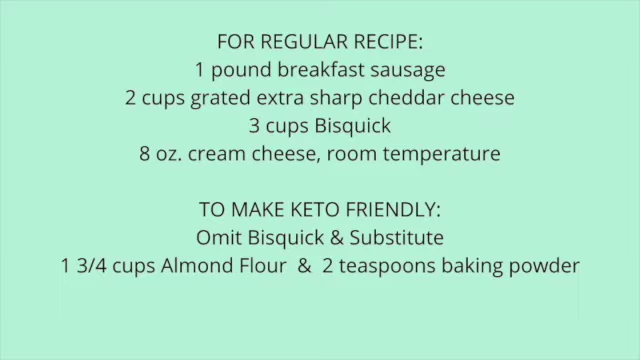 FOR REGULAR RECIPE:
1 pound breakfast sausage
2 cups grated extra sharp cheddar cheese
3 cups Bisquick
8 oz. cream cheese, room temperature
TO MAKE KETO FRIENDLY:
Omit Bisquick & Substitute
1 3/4 cups Almond Flour & 2 teaspoons baking powder